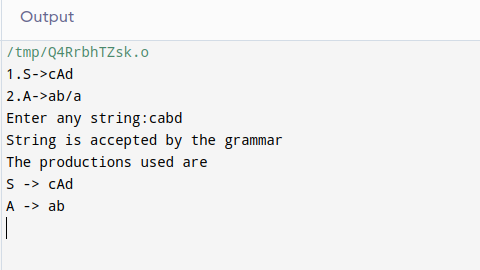 Output
/tmp/Q4RrbhTZsk.o
1.S->cAd
2.A->ab/a
Enter any string:cabd
String is accepted by the grammar
The productions used are
S -> cAd
A -> ab